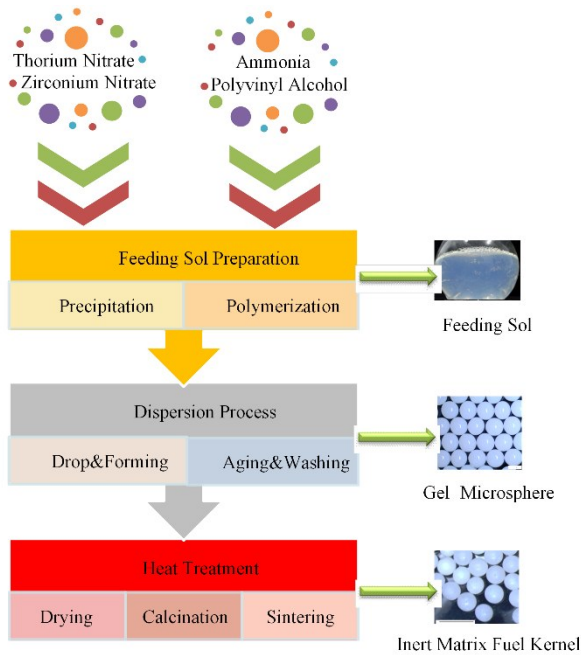 Thorium Nitrate
Zirconium Nitrate
Ammonia
Polyvinyl Alcohol
Feeding Sol Preparation
Precipitation
Polymerization
Feeding Sol
Dispersion Process
Drop&Forming
Aging&Washing
Gel Microsphere
Heat Treatment
Drying
Calcination
Sintering
Inert Matrix Fuel Kernel